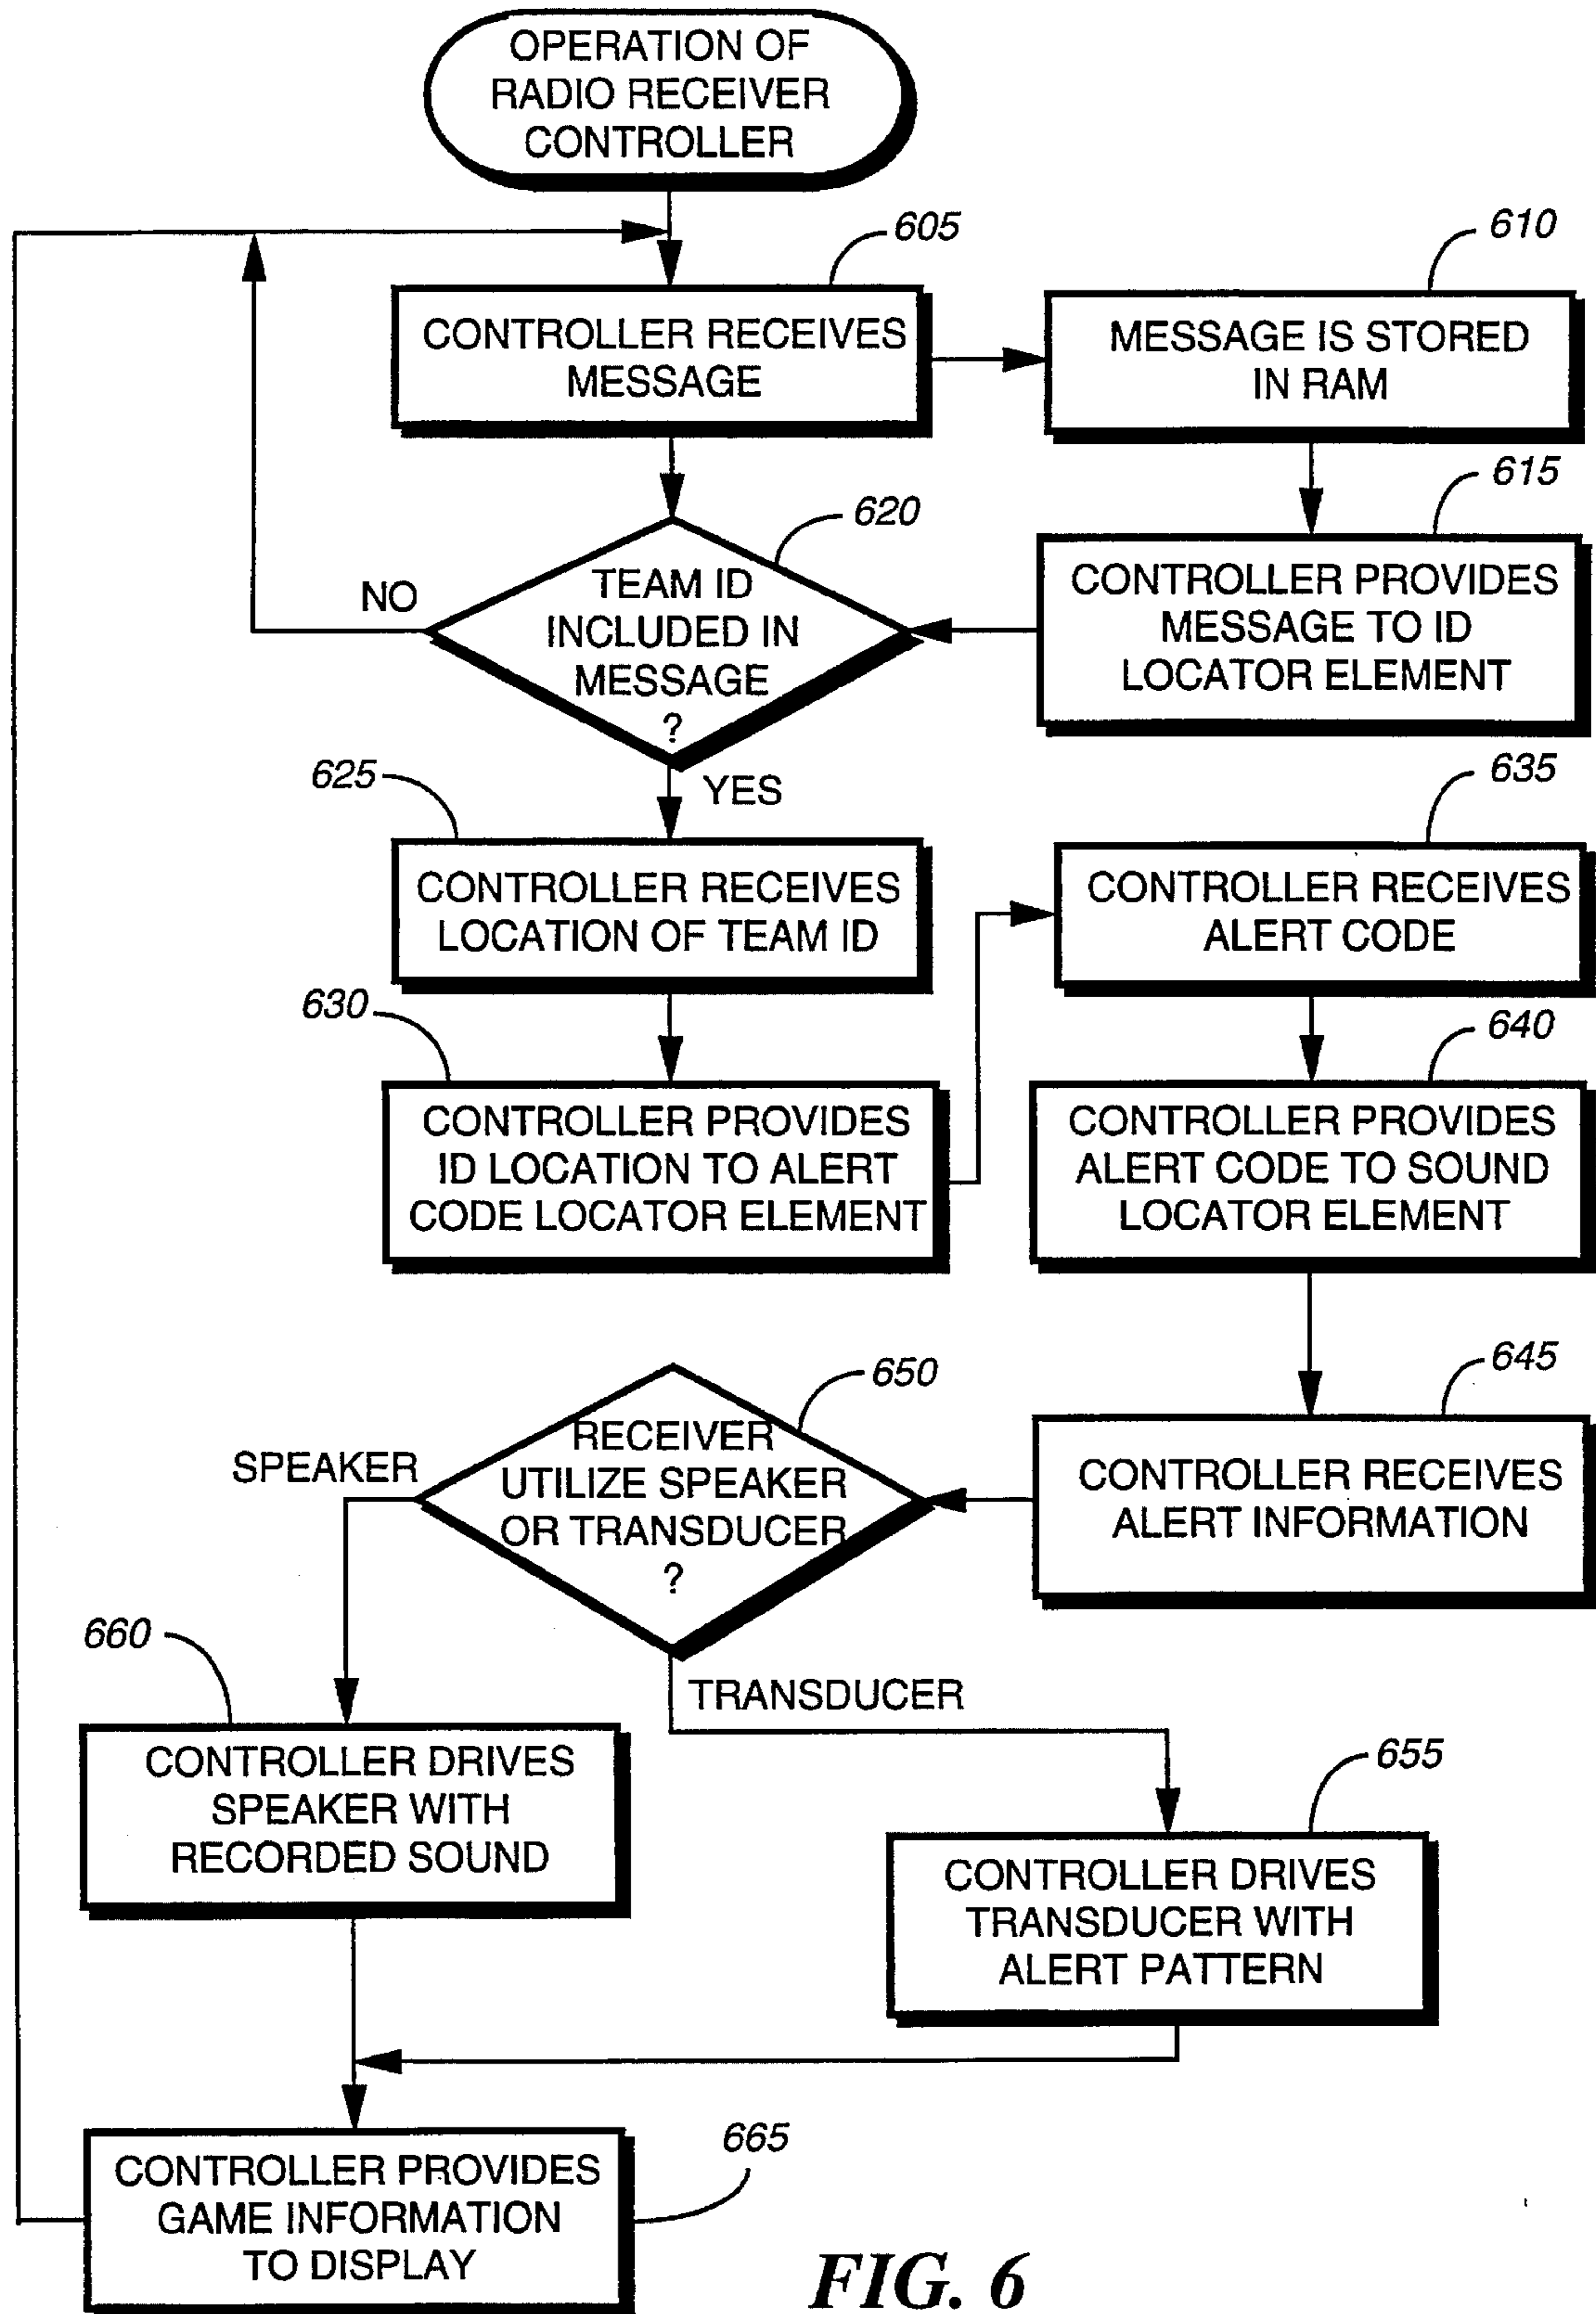 OPERATION OF
RADIO RECEIVER
CONTROLLER
605
CONTROLLER RECEIVES
MESSAGE
610
MESSAGE IS STORED
IN RAM
615
CONTROLLER PROVIDES
MESSAGE TO ID
LOCATOR ELEMENT
620
TEAM ID
INCLUDED IN
MESSAGE
?
NO
YES
625
CONTROLLER RECEIVES
LOCATION OF TEAM ID
630
CONTROLLER PROVIDES
ID LOCATION TO ALERT
CODE LOCATOR ELEMENT
635
CONTROLLER RECEIVES
ALERT CODE
640
CONTROLLER PROVIDES
ALERT CODE TO SOUND
LOCATOR ELEMENT
645
CONTROLLER RECEIVES
ALERT INFORMATION
650
RECEIVER
UTILIZE SPEAKER
OR TRANSDUCER
?
SPEAKER
TRANSDUCER
660
CONTROLLER DRIVES
SPEAKER WITH
RECORDED SOUND
655
CONTROLLER DRIVES
TRANSDUCER WITH
ALERT PATTERN
665
CONTROLLER PROVIDES
GAME INFORMATION
TO DISPLAY
FIG. 6